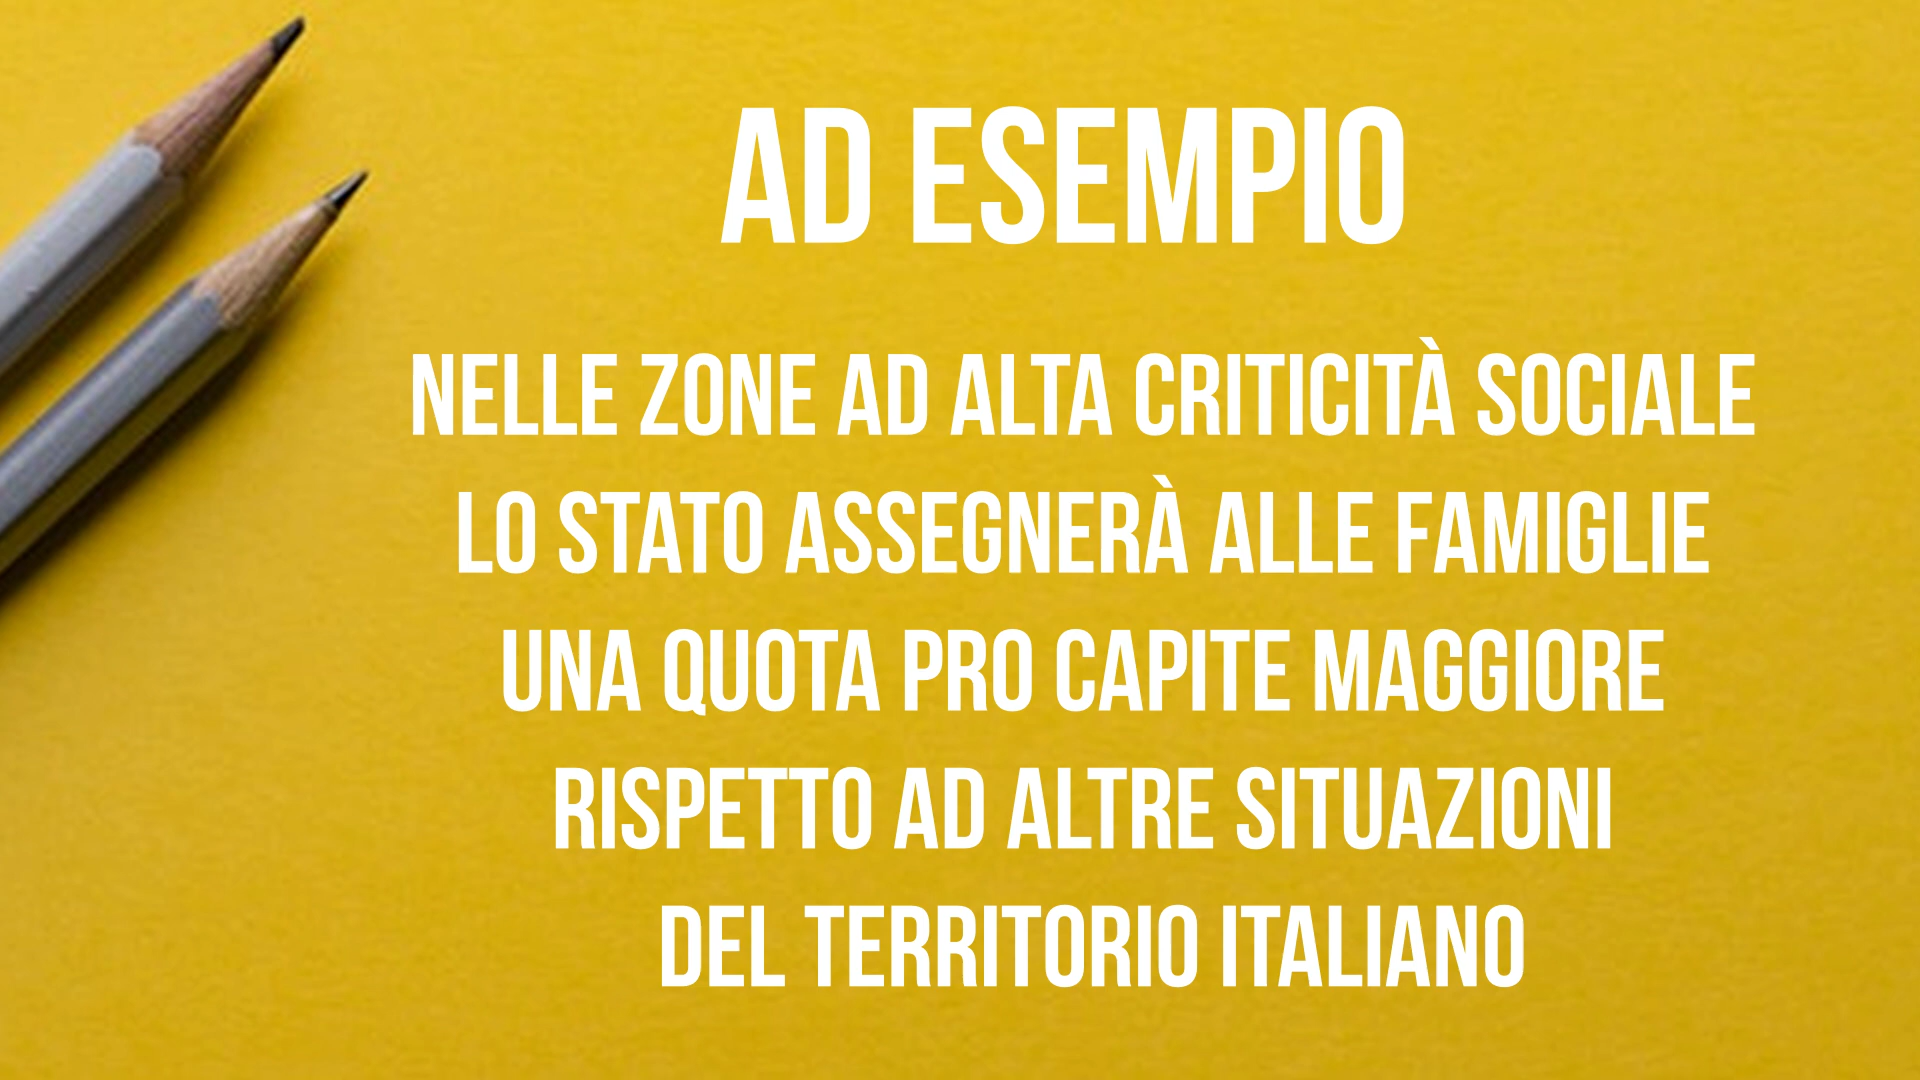 AD ESEMPIO
NELLE ZONE AD ALTA CRITICITÀ SOCIALE
LO STATO ASSEGNERÀ ALLE FAMIGLIE
UNA QUOTA PRO CAPITE MAGGIORE
RISPETTO AD ALTRE SITUAZIONI
DEL TERRITORIO ITALIANO